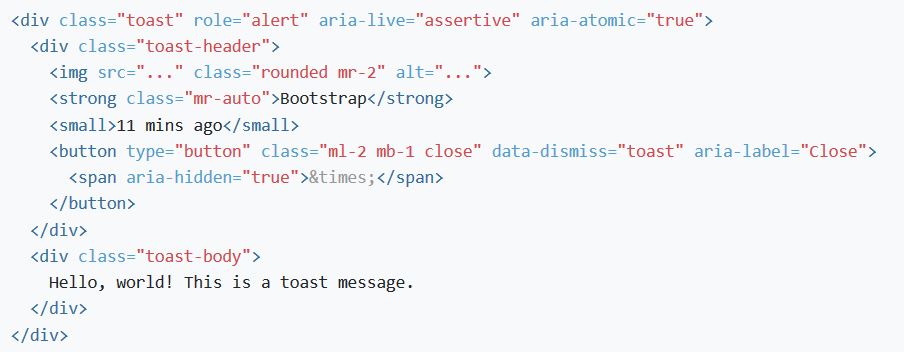 <div class="toast" role="alert" aria-live="assertive" aria-atomic="true">
  <div class="toast-header">
    <img src="..." class="rounded mr-2" alt="...">
    <strong class="mr-auto">Bootstrap</strong>
    <small>11 mins ago</small>
    <button type="button" class="ml-2 mb-1 close" data-dismiss="toast" aria-label="Close">
      <span aria-hidden="true">&times;</span>
    </button>
  </div>
  <div class="toast-body">
    Hello, world! This is a toast message.
  </div>
</div>